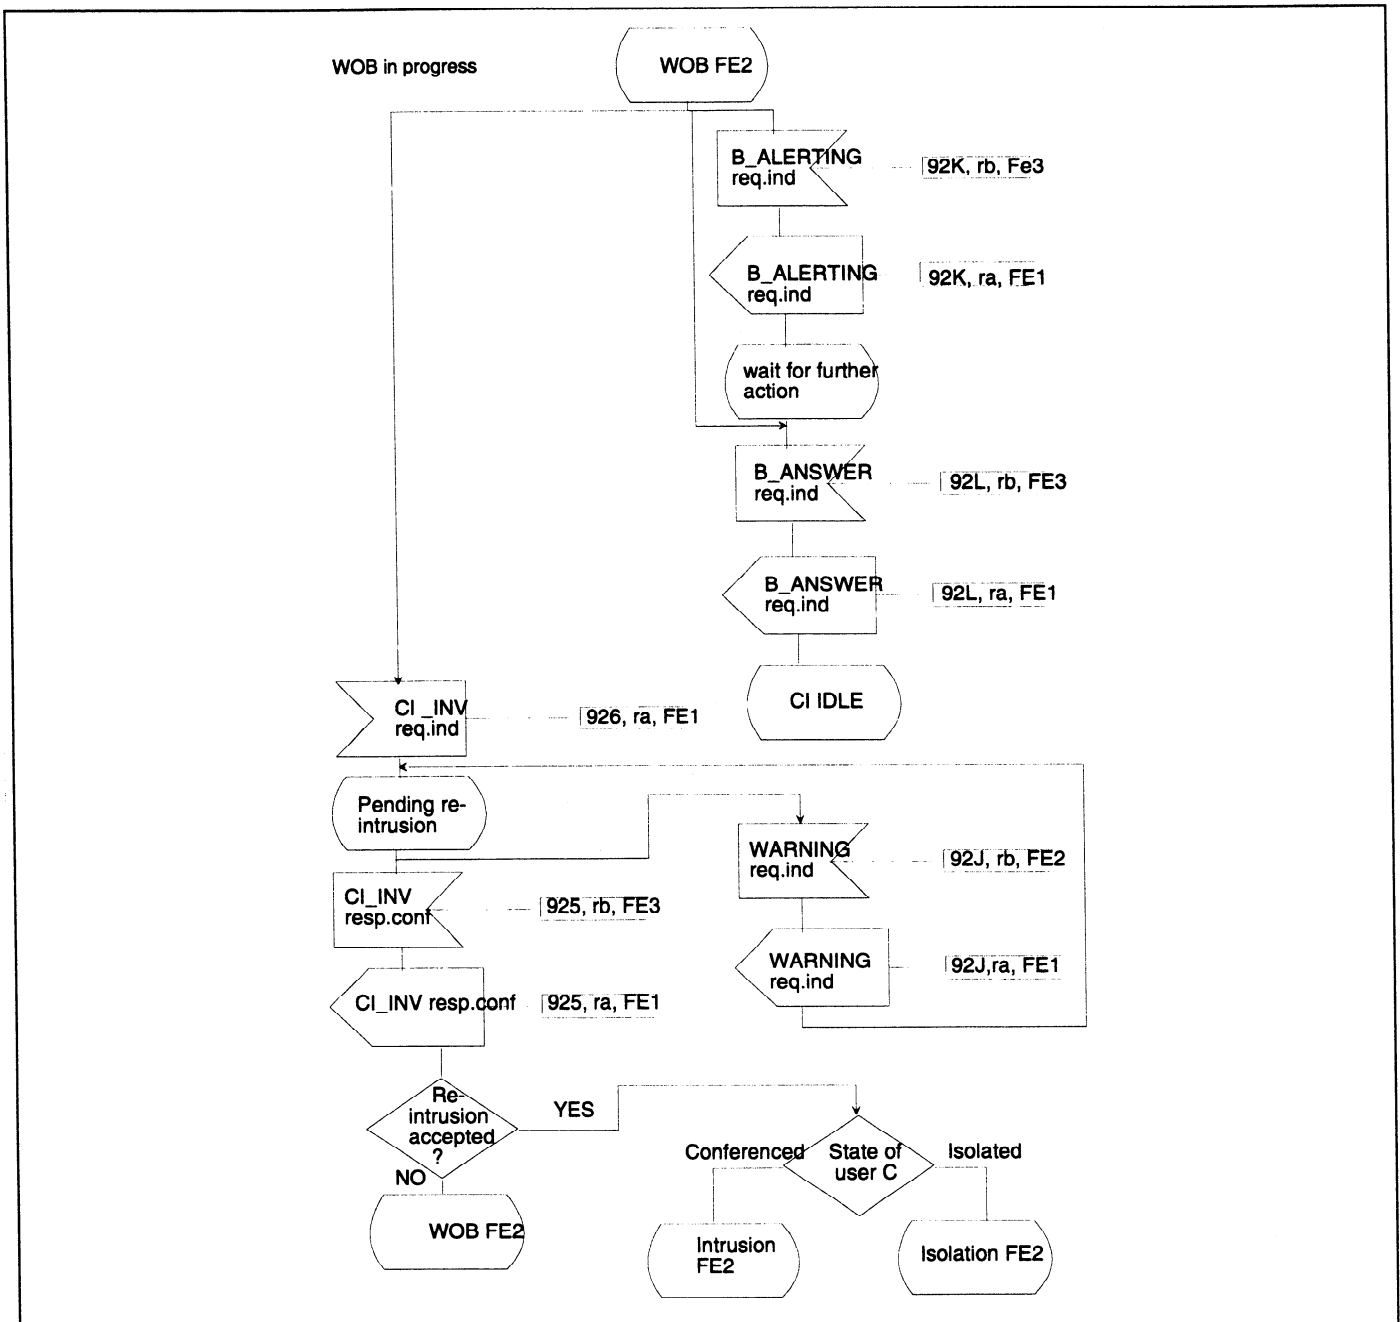 WOB in progress
WOB FE2
B_ALERTING
req.ind
92K, rb, Fe3
B_ALERTING
req.ind
92K, ra, FE1
wait for further
action
B_ANSWER
req.ind
92L, rb, FE3
B_ANSWER
req.ind
92L, ra, FE1
CI IDLE
CI _INV
req.ind
926, ra, FE1
Pending re-
intrusion
WARNING
req.ind
92J, rb, FE2
CI_INV
resp.conf
925, rb, FE3
WARNING
req.ind
92J,ra, FE1
CI_INV resp.conf
925, ra, FE1
Re-
intrusion
accepted
?
YES
NO
Conferenced
State of
user C
Isolated
WOB FE2
Intrusion
FE2
Isolation FE2